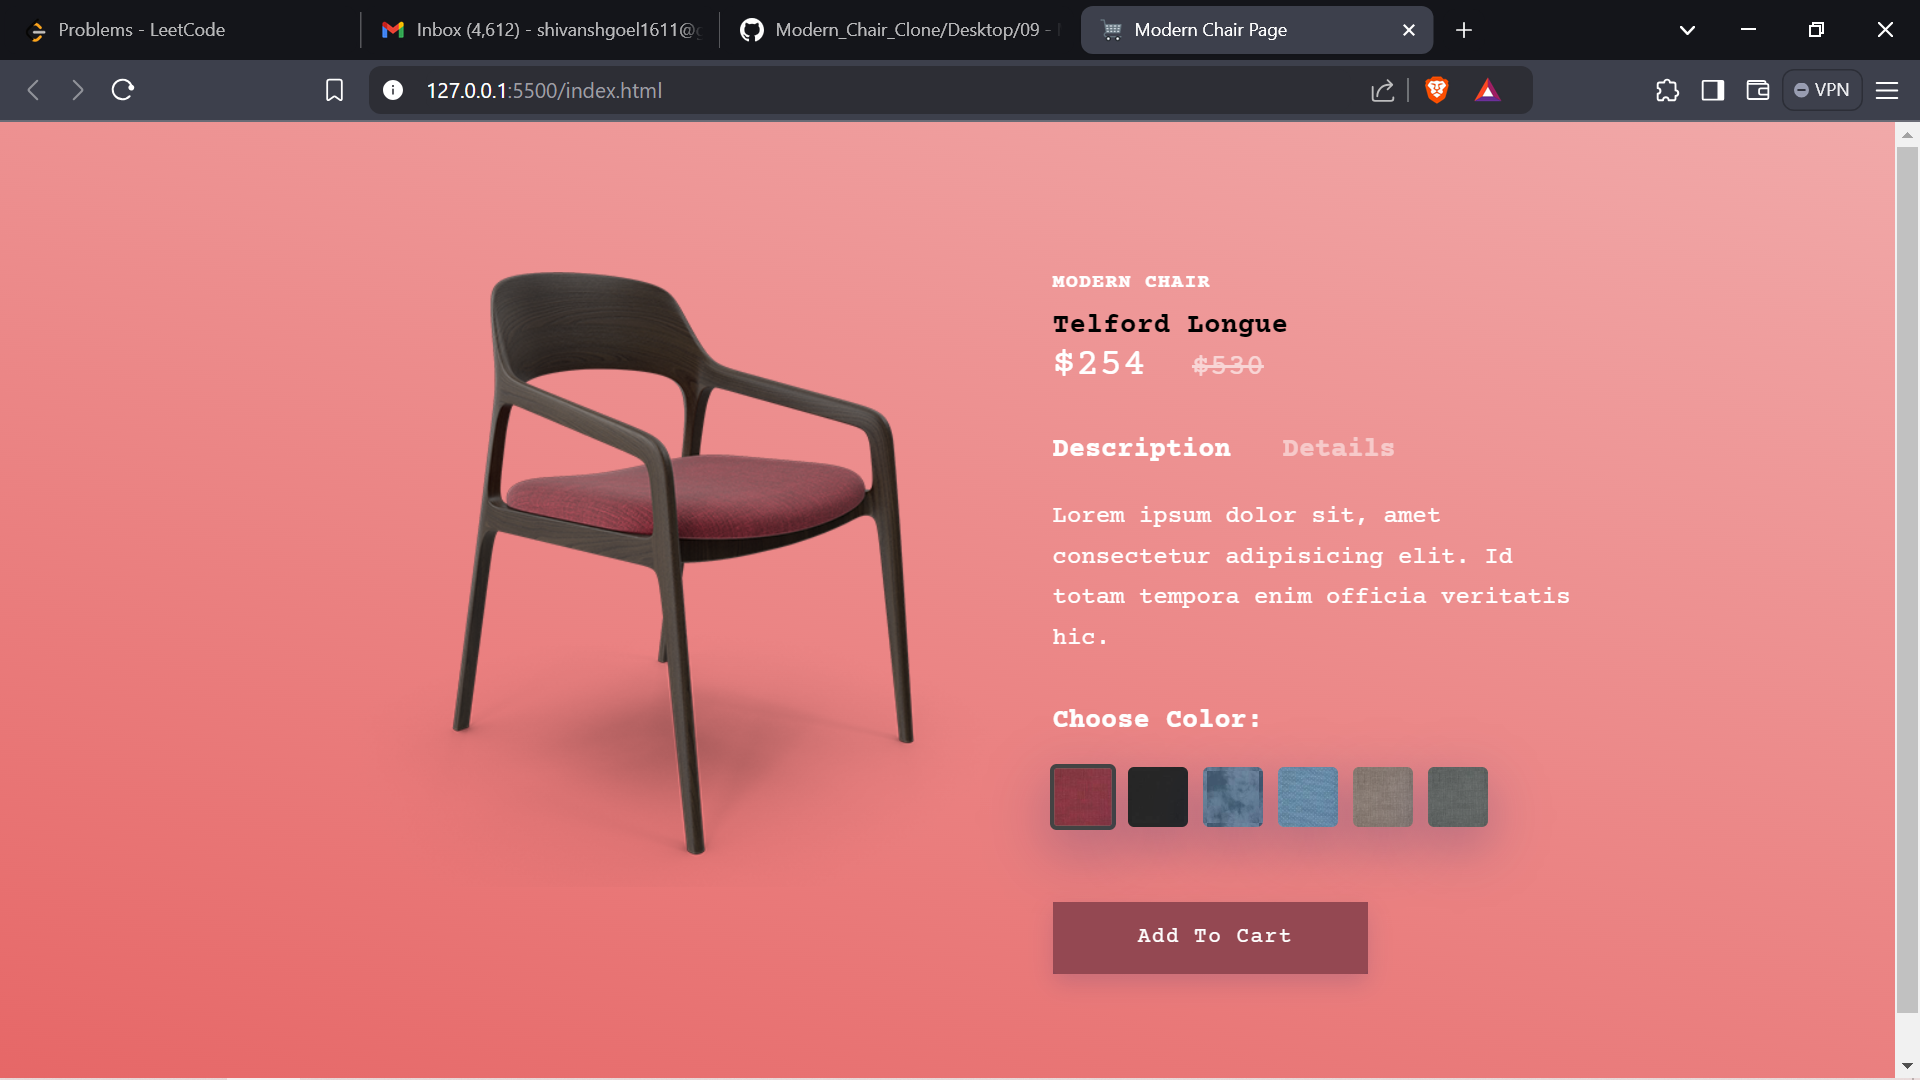 Problems - LeetCode
Inbox (4,612) - shivanshgoel1611@
Modern_Chair_Clone/Desktop/09 -
Modern Chair Page
127.0.0.1:5500/index.html
VPN
MODERN CHAIR
Telford Longue
$254 $530
Description Details
Lorem ipsum dolor sit, amet
consectetur adipisicing elit. Id
totam tempora enim officia veritatis
hic.
Choose Color:
Add To Cart